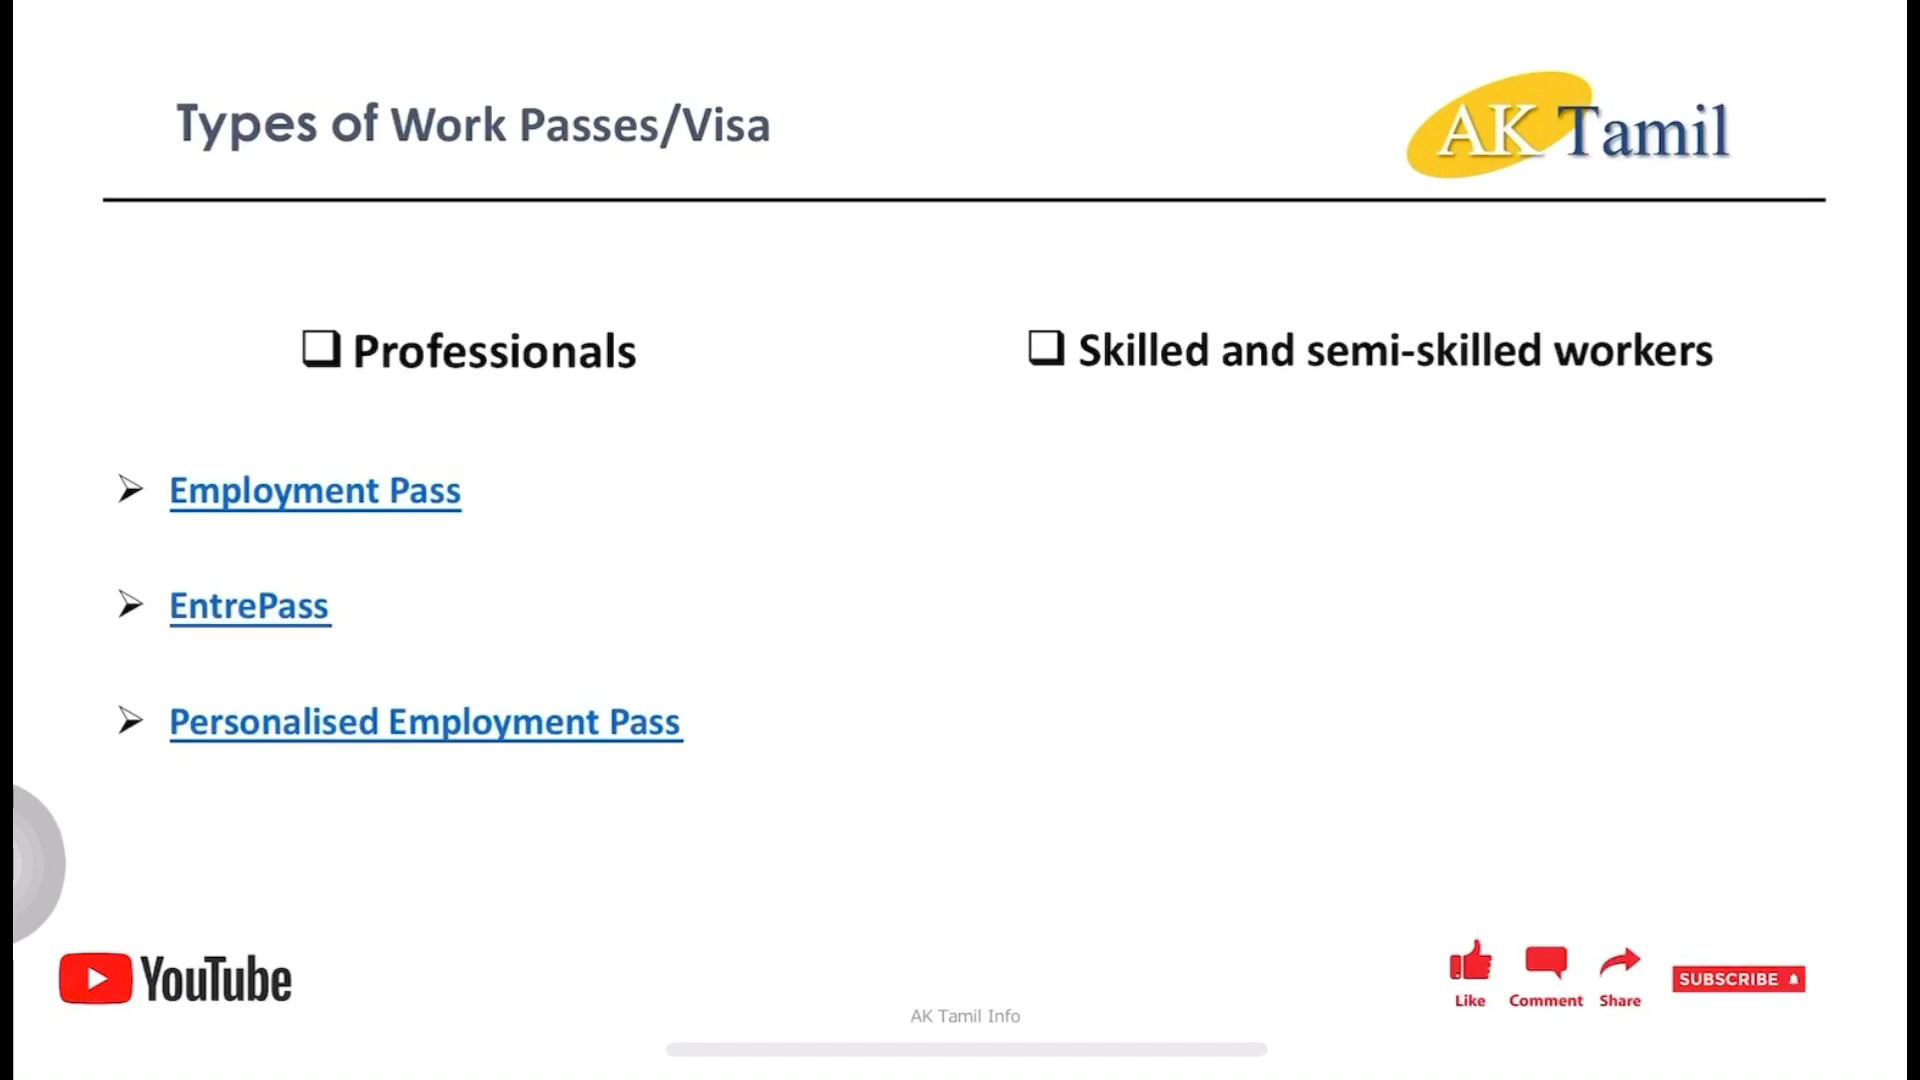 Types of Work Passes/Visa
AK Tamil
Professionals
Skilled and semi-skilled workers
Employment Pass
EntrePass
Personalised Employment Pass
YouTube
Like
Comment
Share
SUBSCRIBE
AK Tamil Info